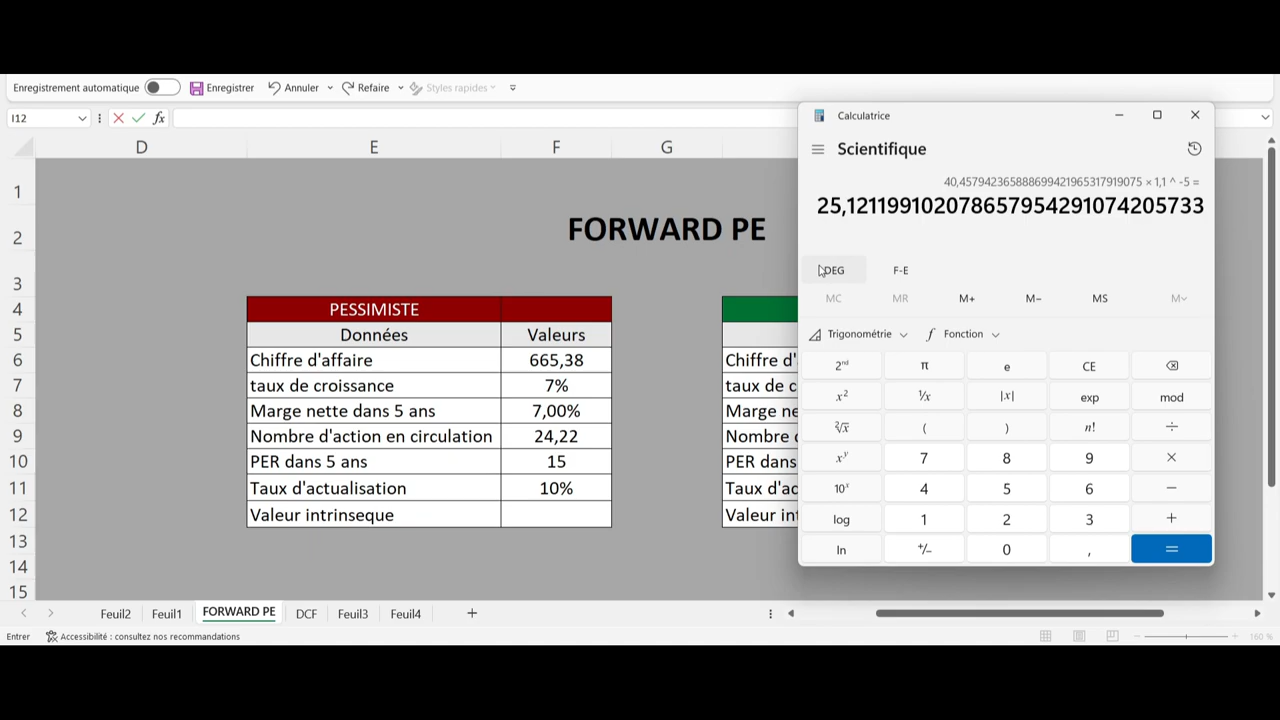 Enregistrement automatique Enregistrer Annuler Refaire Styles rapides
I12 fx
D E F G
1
2 FORWARD PE
3
4 PESSIMISTE
5 Données Valeurs
6 Chiffre d'affaire 665,38 Chiffre d'
7 taux de croissance 7% taux de c
8 Marge nette dans 5 ans 7,00% Marge ne
9 Nombre d'action en circulation 24,22 Nombre
10 PER dans 5 ans 15 PER dans
11 Taux d'actualisation 10% Taux d'ac
12 Valeur intrinseque Valeur in
13
14
15
Feuil2 Feuil1 FORWARD PE DCF Feuil3 Feuil4 +
Entrer Accessibilité : consultez nos recommandations 160 %
Calculatrice
Scientifique
40,457942365888699421965317919075 × 1,1 ^ -5 =
25,121199102078657954291074205733
DEG F-E
MC MR M+ M− MS M
Trigonométrie f Fonction
2ⁿᵈ π e CE
x² ¹/x |x| exp mod
²√x ( ) n! ÷
xʸ 7 8 9 ×
10ˣ 4 5 6 −
log 1 2 3 +
ln +/− 0 , =